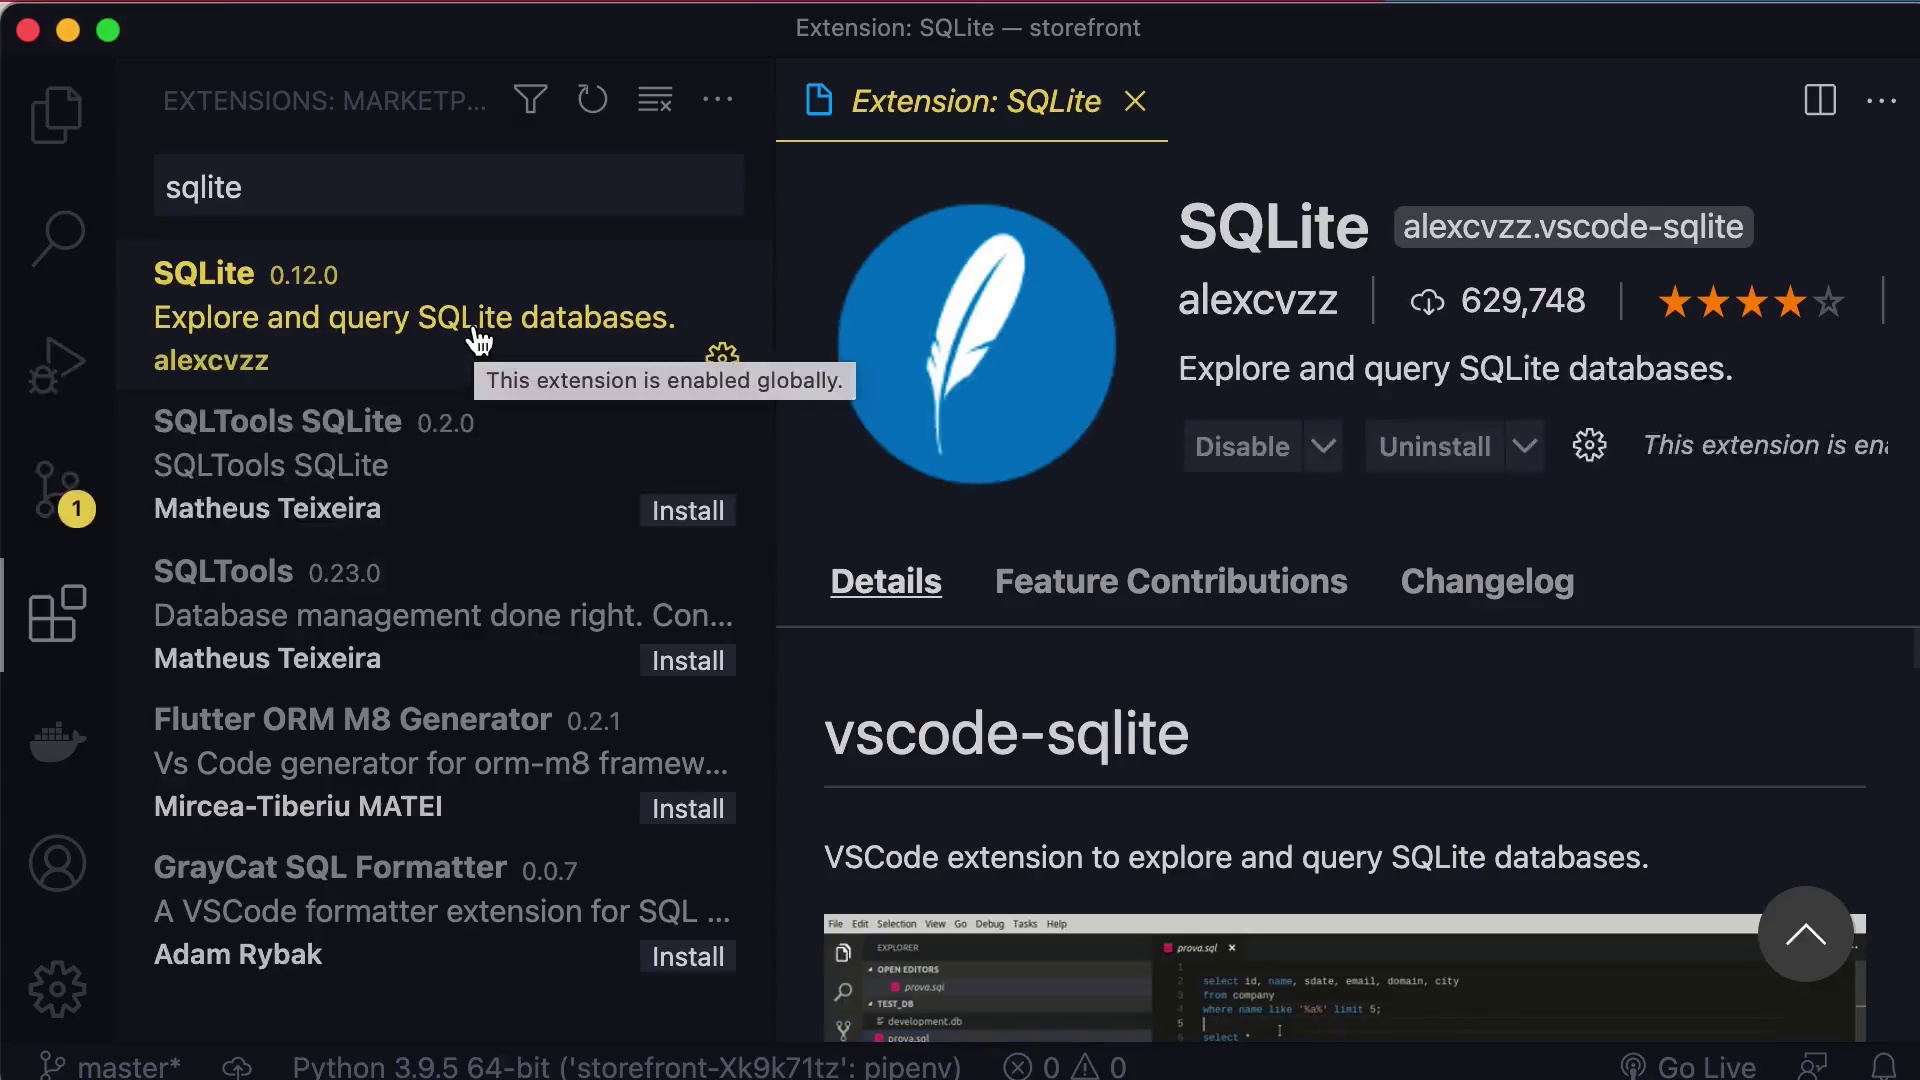 Extension: SQLite — storefront
EXTENSIONS: MARKETP...
Extension: SQLite
sqlite
SQLite 0.12.0
Explore and query SQLite databases.
alexcvzz
This extension is enabled globally.
SQLTools SQLite 0.2.0
SQLTools SQLite
Matheus Teixeira
Install
SQLTools 0.23.0
Database management done right. Con...
Matheus Teixeira
Install
Flutter ORM M8 Generator 0.2.1
Vs Code generator for orm-m8 framew...
Mircea-Tiberiu MATEI
Install
GrayCat SQL Formatter 0.0.7
A VSCode formatter extension for SQL ...
Adam Rybak
Install
1
SQLite alexcvzz.vscode-sqlite
alexcvzz 629,748
Explore and query SQLite databases.
Disable Uninstall This extension is ena
Details Feature Contributions Changelog
vscode-sqlite
VSCode extension to explore and query SQLite databases.
File Edit Selection View Go Debug Tasks Help
EXPLORER
OPEN EDITORS
prova.sql
TEST_DB
development.db
prova.sql
prova.sql
1
2 select id, name, sdate, email, domain, city
3 from company
4 where name like '%a%' limit 5;
5
6 select *
master* Python 3.9.5 64-bit ('storefront-Xk9k71tz': pipenv) 0 0 Go Live